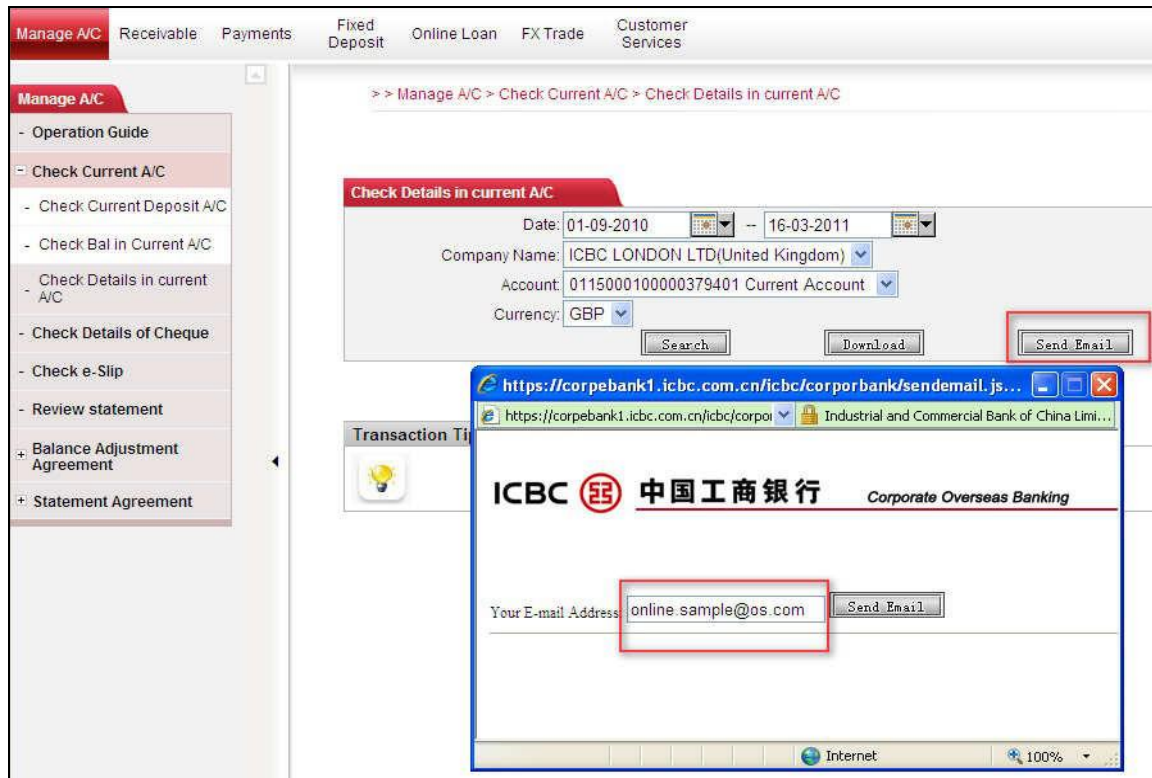 Manage A/C Receivable Payments Fixed Deposit Online Loan FX Trade Customer Services
Manage A/C
- Operation Guide
- Check Current A/C
- Check Current Deposit A/C
- Check Bal in Current A/C
- Check Details in current A/C
- Check Details of Cheque
- Check e-Slip
- Review statement
+ Balance Adjustment Agreement
+ Statement Agreement
> > Manage A/C > Check Current A/C > Check Details in current A/C
Check Details in current A/C
Date: 01-09-2010 -- 16-03-2011
Company Name: ICBC LONDON LTD(United Kingdom)
Account: 0115000100000379401 Current Account
Currency: GBP
Search Download Send Email
Transaction
https://corpebank1.icbc.com.cn/icbc/corporbank/sendemail.js...
https://corpebank1.icbc.com.cn/icbc/corpor Industrial and Commercial Bank of China Limi...
ICBC 中国工商银行 Corporate Overseas Banking
Your E-mail Address: online.sample@os.com Send Email
Internet 100%